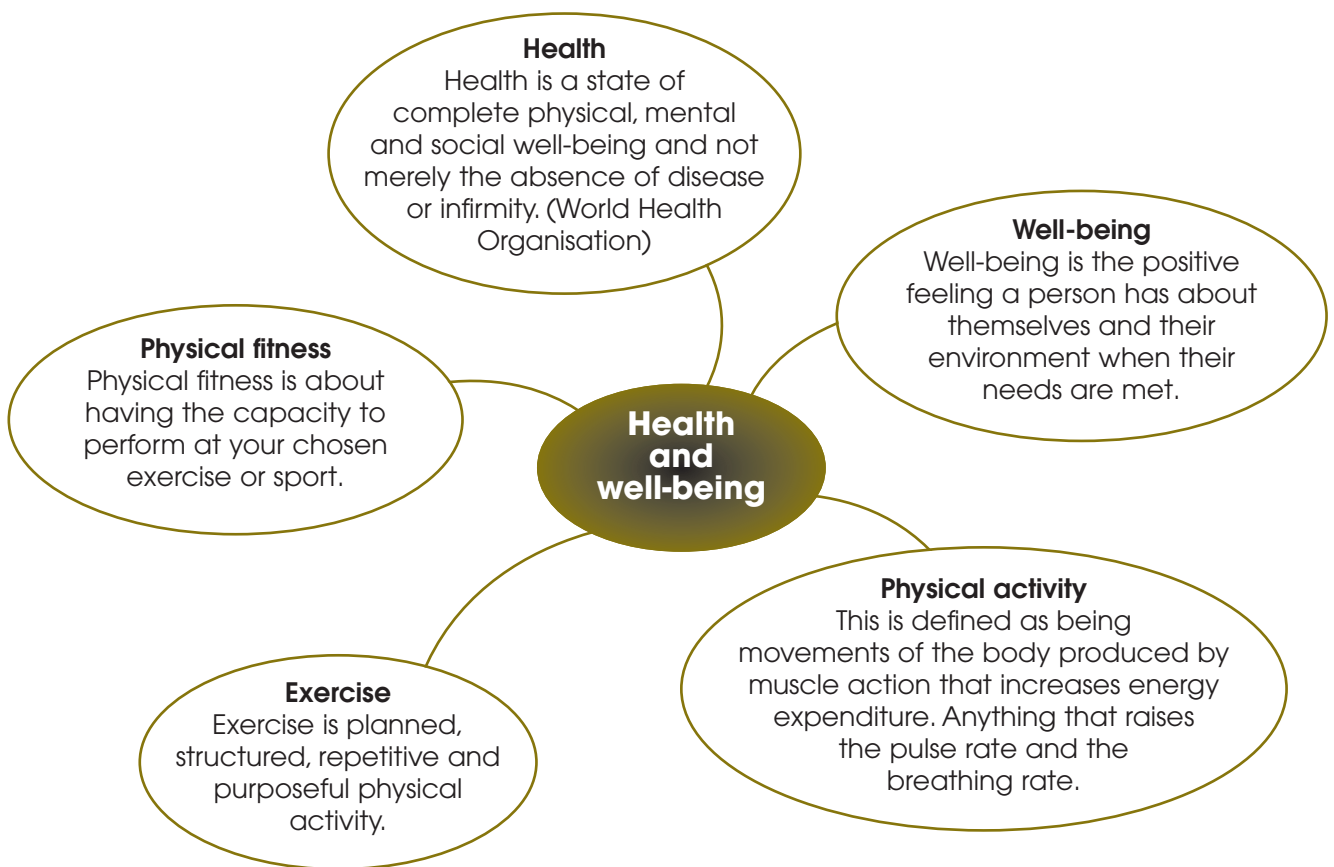 Health
Health is a state of
complete physical, mental
and social well-being and not
merely the absence of disease
or infirmity. (World Health
Organisation)
Well-being
Well-being is the positive
feeling a person has about
themselves and their
environment when their
needs are met.
Physical fitness
Physical fitness is about
having the capacity to
perform at your chosen
exercise or sport.
Health
and
well-being
Physical activity
This is defined as being
movements of the body produced by
muscle action that increases energy
expenditure. Anything that raises
the pulse rate and the
breathing rate.
Exercise
Exercise is planned,
structured, repetitive and
purposeful physical
activity.